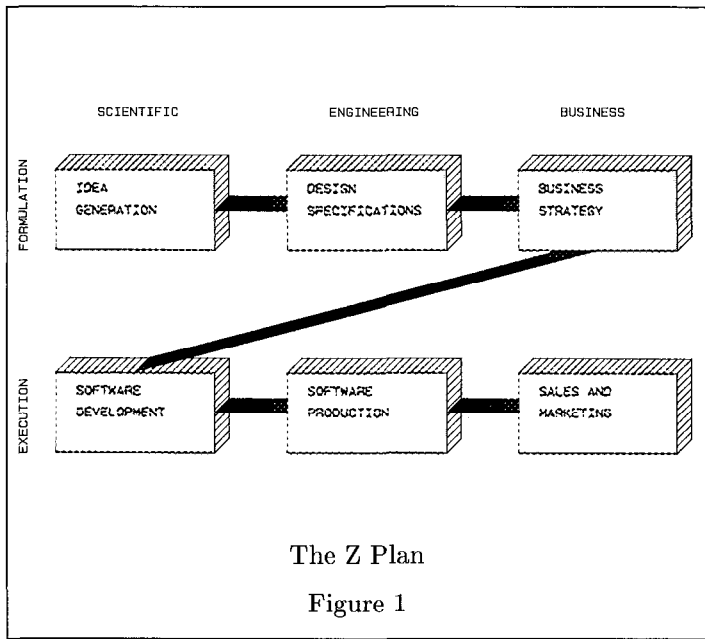 SCIENTIFIC ENGINEERING BUSINESS
FORMULATION
IDEA
GENERATION
DESIGN
SPECIFICATIONS
BUSINESS
STRATEGY
EXECUTION
SOFTWARE
DEVELOPMENT
SOFTWARE
PRODUCTION
SALES AND
MARKETING
The Z Plan
Figure 1